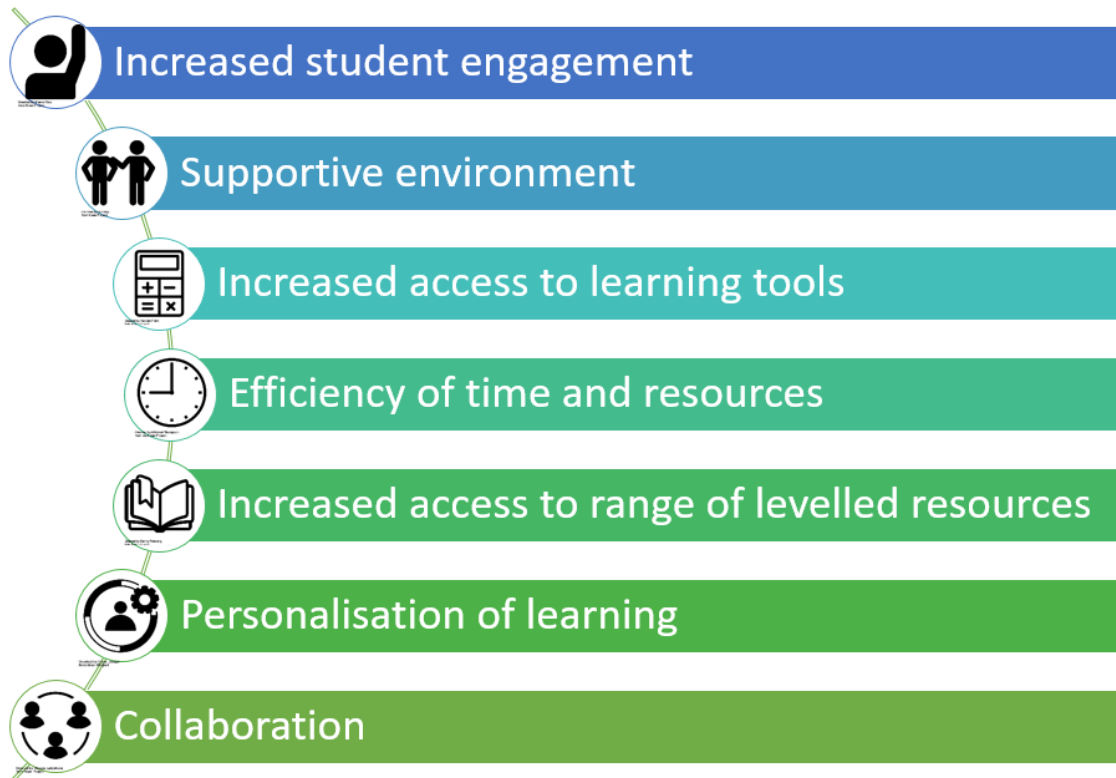 Increased student engagement
Supportive environment
Increased access to learning tools
Efficiency of time and resources
Increased access to range of levelled resources
Personalisation of learning
Collaboration